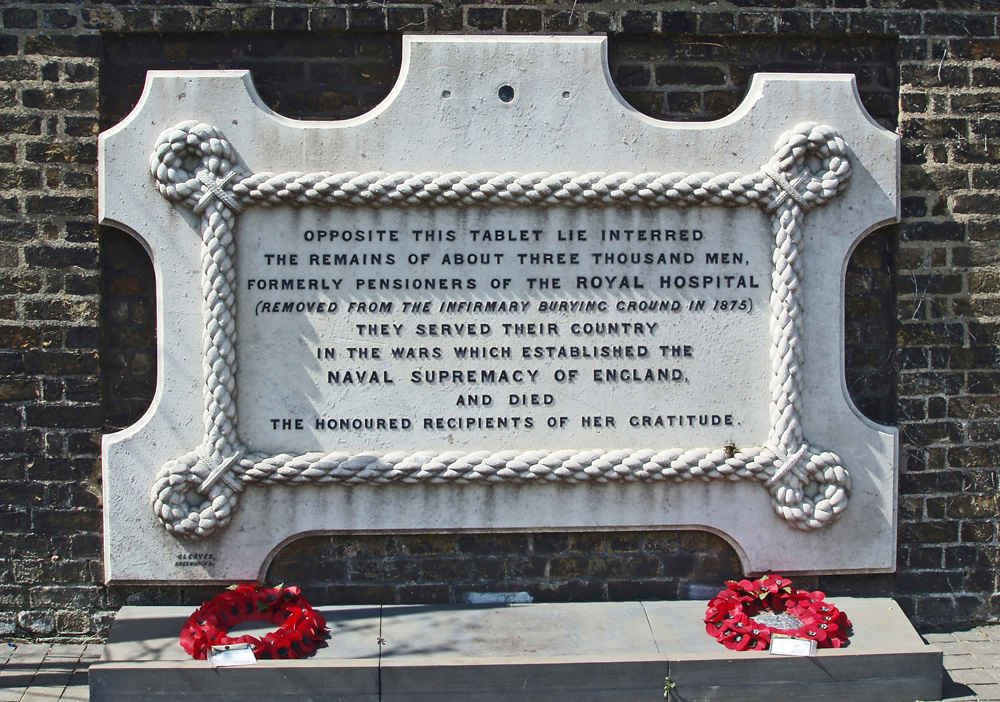 OPPOSITE THIS TABLET LIE INTERRED
THE REMAINS OF ABOUT THREE THOUSAND MEN,
FORMERLY PENSIONERS OF THE ROYAL HOSPITAL
(REMOVED FROM THE INFIRMARY BURYING GROUND IN 1875)
THEY SERVED THEIR COUNTRY
IN THE WARS WHICH ESTABLISHED THE
NAVAL SUPREMACY OF ENGLAND,
AND DIED
THE HONOURED RECIPIENTS OF HER GRATITUDE.